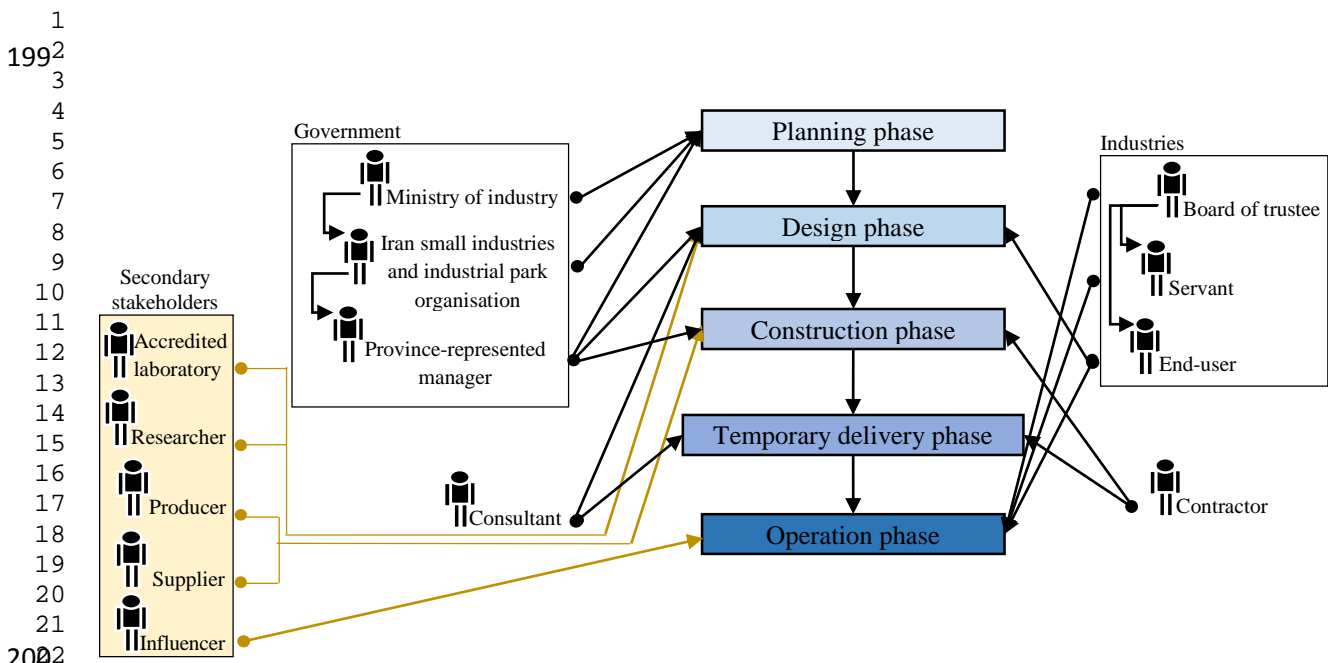 1
199
2
3
4
5
6
7
8
9
10
11
12
13
14
15
16
17
18
19
20
21
200
22
Government
Ministry of industry
Iran small industries
and industrial park
organisation
Province-represented
manager
Secondary
stakeholders
Accredited
laboratory
Researcher
Producer
Supplier
Influencer
Consultant
Planning phase
Design phase
Construction phase
Temporary delivery phase
Operation phase
Industries
Board of trustee
Servant
End-user
Contractor